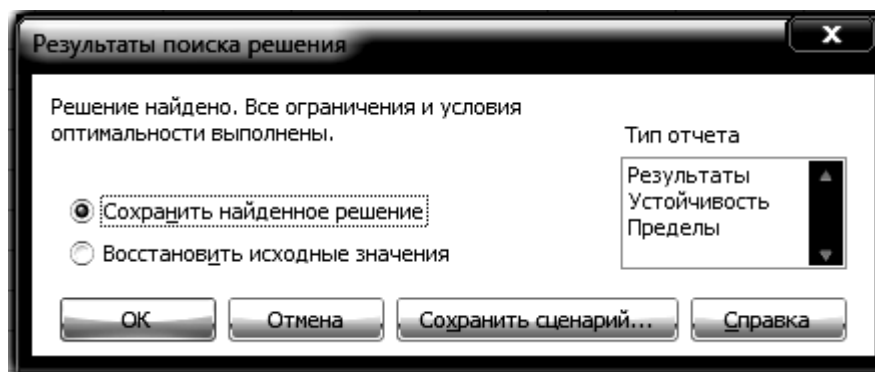 Результаты поиска решения
Решение найдено. Все ограничения и условия
оптимальности выполнены.
Тип отчета
Результаты
Устойчивость
Пределы
Сохранить найденное решение
Восстановить исходные значения
ОК
Отмена
Сохранить сценарий...
Справка